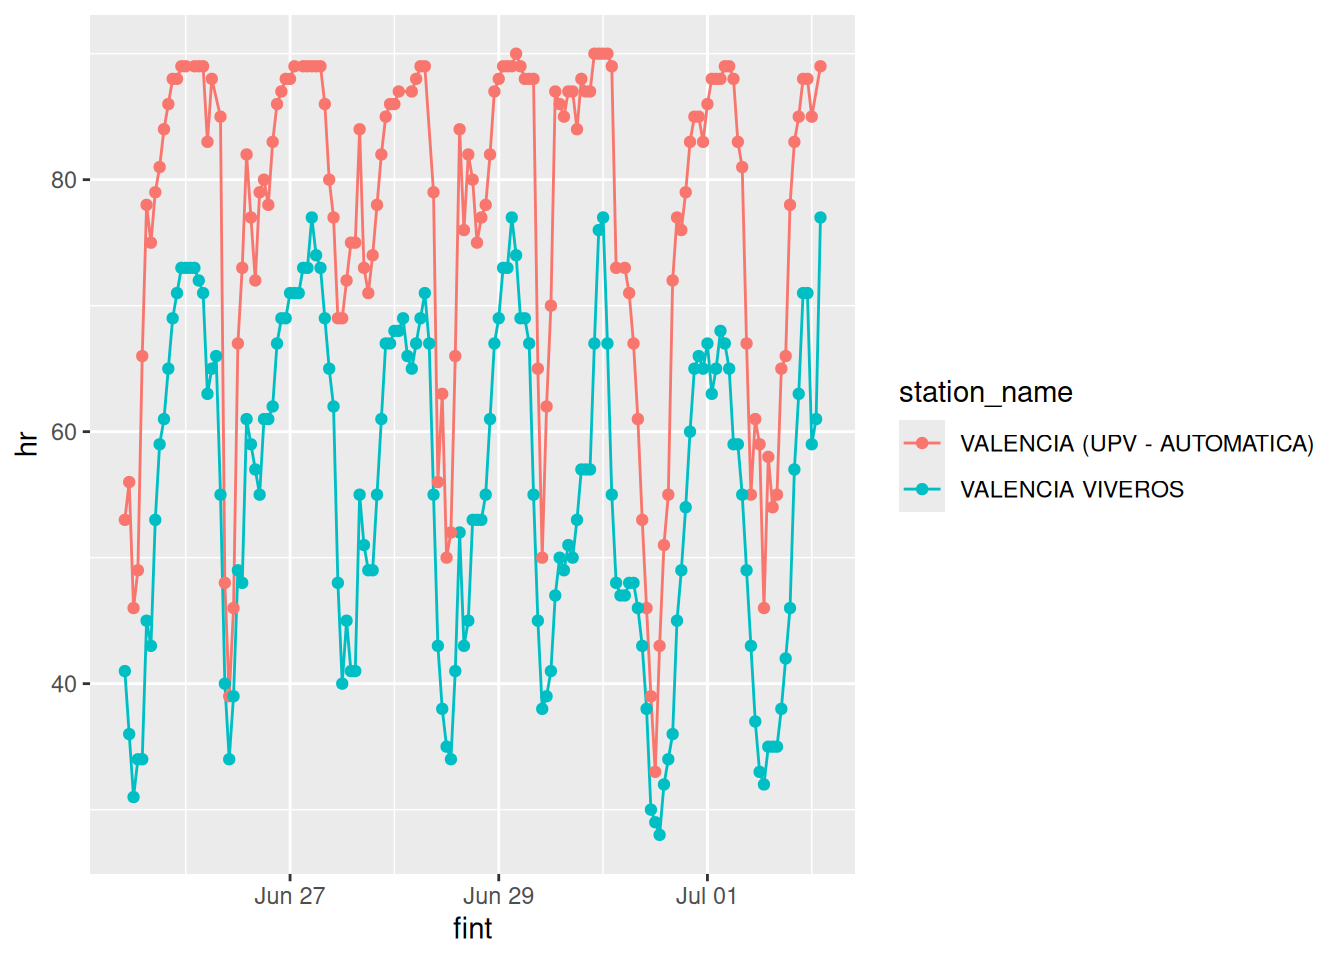 hr
80
60
40
Jun 27
Jun 29
Jul 01
fint
station_name
VALENCIA (UPV - AUTOMATICA)
VALENCIA VIVEROS